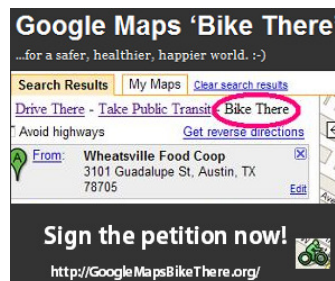 Google Maps 'Bike There
...for a safer, healthier, happier world. :-)
Search Results My Maps Clear search results
Drive There - Take Public Transit - Bike There
Avoid highways Get reverse directions
A From: Wheatsville Food Coop
3101 Guadalupe St, Austin, TX
78705 Edit
Sign the petition now!
http://GoogleMapsBikeThere.org/